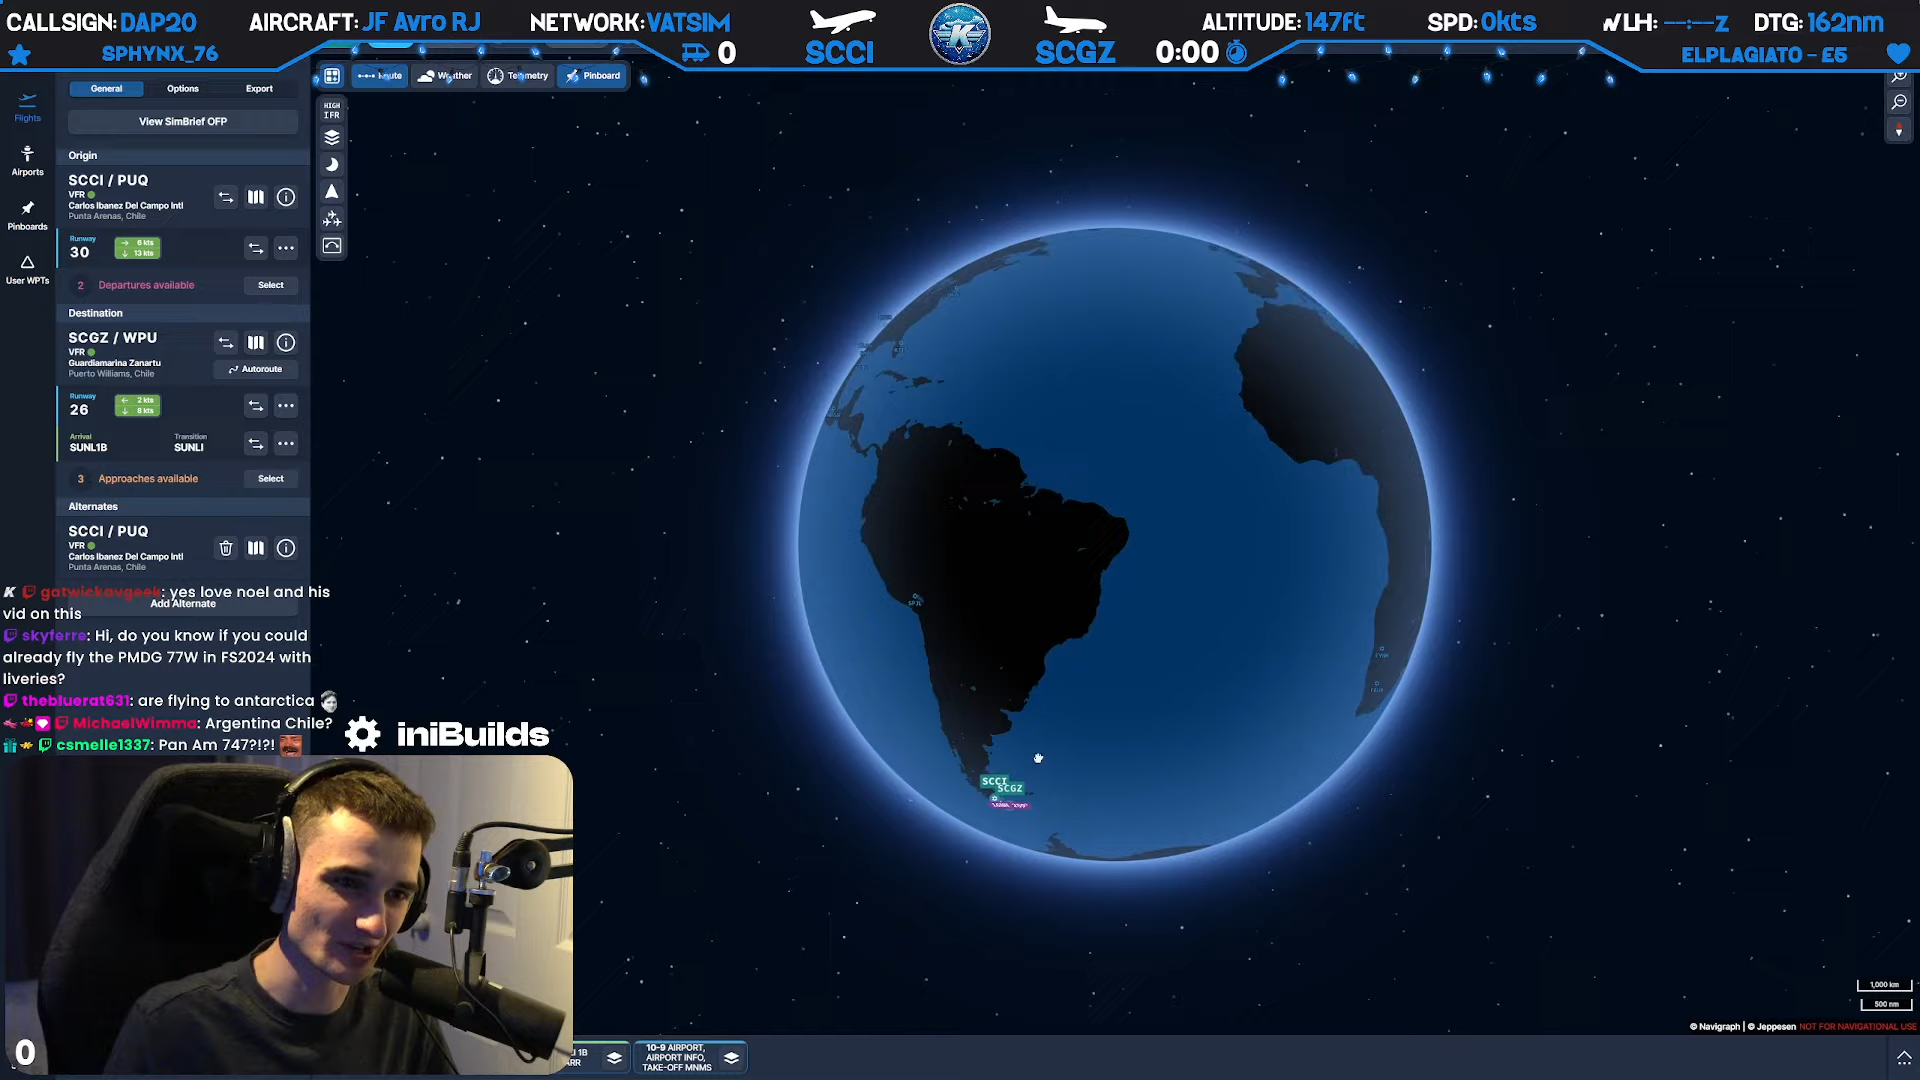 CALLSIGN: DAP20
AIRCRAFT: JF Avro RJ
NETWORK: VATSIM
ALTITUDE: 147ft
SPD: 0kts
LH: --:--z
DTG: 162nm
SPHYNX_76
0
SCCI
K
SCGZ
0:00
ELPLAGIATO - £5
General
Options
Export
Route
Weather
Telemetry
Pinboard
Flights
Airports
Pinboards
User WPTs
HIGH
IFR
View SimBrief OFP
Origin
SCCI / PUQ
VFR
Carlos Ibanez Del Campo Intl
Punta Arenas, Chile
Runway
30
6 kts
13 kts
2 Departures available
Select
Destination
SCGZ / WPU
VFR
Guardiamarina Zanartu
Puerto Williams, Chile
Autoroute
Runway
26
2 kts
8 kts
Arrival
SUNL1B
Transition
SUNLI
3 Approaches available
Select
Alternates
SCCI / PUQ
VFR
Carlos Ibanez Del Campo Intl
Punta Arenas, Chile
Add Alternate
gatwickavgeek: yes love noel and his
vid on this
skyferre: Hi, do you know if you could
already fly the PMDG 77W in FS2024 with
liveries?
thebluerat631: are flying to antarctica
MichaelWimma: Argentina Chile?
csmelle1337: Pan Am 747?!?!
iniBuilds
SPJC
SCCI
SCGZ
1,000 km
500 nm
© Navigraph | © Jeppesen NOT FOR NAVIGATIONAL USE
0
10-9 AIRPORT,
AIRPORT INFO,
TAKE-OFF MNMS